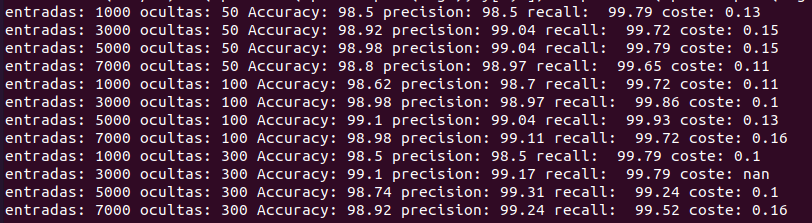 entradas: 1000 ocultas: 50 Accuracy: 98.5 precision: 98.5 recall:  99.79 coste: 0.13
entradas: 3000 ocultas: 50 Accuracy: 98.92 precision: 99.04 recall:  99.72 coste: 0.15
entradas: 5000 ocultas: 50 Accuracy: 98.98 precision: 99.04 recall:  99.79 coste: 0.15
entradas: 7000 ocultas: 50 Accuracy: 98.8 precision: 98.97 recall:  99.65 coste: 0.11
entradas: 1000 ocultas: 100 Accuracy: 98.62 precision: 98.7 recall:  99.72 coste: 0.11
entradas: 3000 ocultas: 100 Accuracy: 98.98 precision: 98.97 recall:  99.86 coste: 0.1
entradas: 5000 ocultas: 100 Accuracy: 99.1 precision: 99.04 recall:  99.93 coste: 0.13
entradas: 7000 ocultas: 100 Accuracy: 98.98 precision: 99.11 recall:  99.72 coste: 0.16
entradas: 1000 ocultas: 300 Accuracy: 98.5 precision: 98.5 recall:  99.79 coste: 0.1
entradas: 3000 ocultas: 300 Accuracy: 99.1 precision: 99.17 recall:  99.79 coste: nan
entradas: 5000 ocultas: 300 Accuracy: 98.74 precision: 99.31 recall:  99.24 coste: 0.1
entradas: 7000 ocultas: 300 Accuracy: 98.92 precision: 99.24 recall:  99.52 coste: 0.16